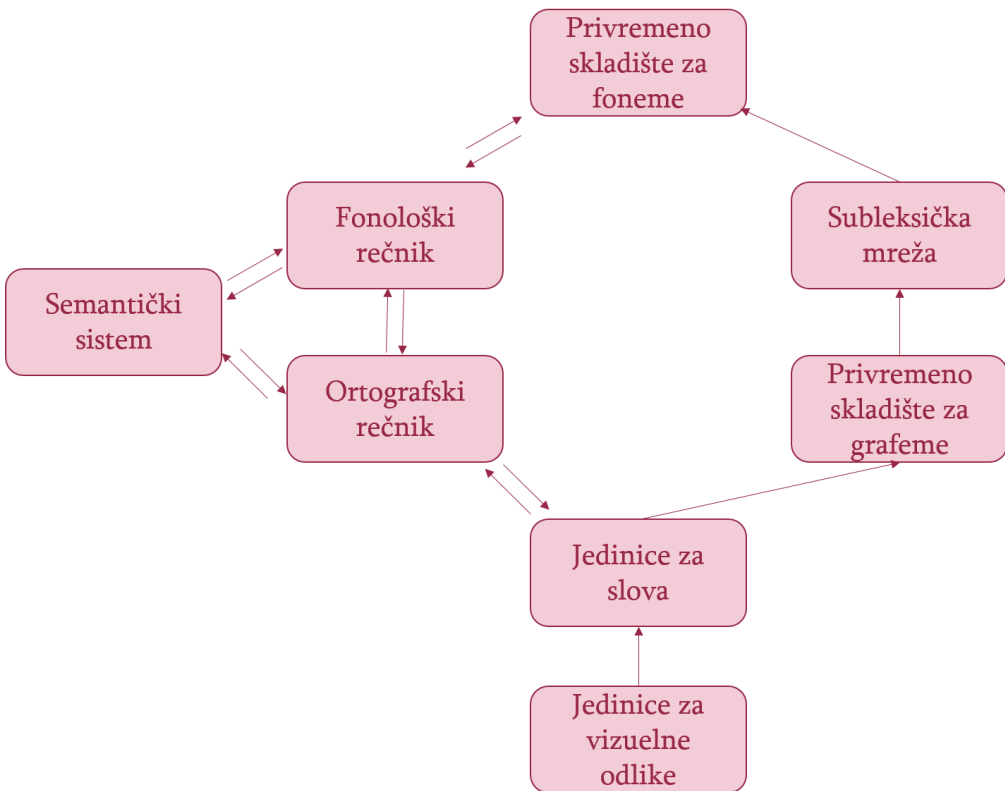 Privremeno
skladište za
foneme
Fonološki
rečnik
Subleksička
mreža
Semantički
sistem
Ortografski
rečnik
Privremeno
skladište za
grafeme
Jedinice za
slova
Jedinice za
vizuelne
odlike